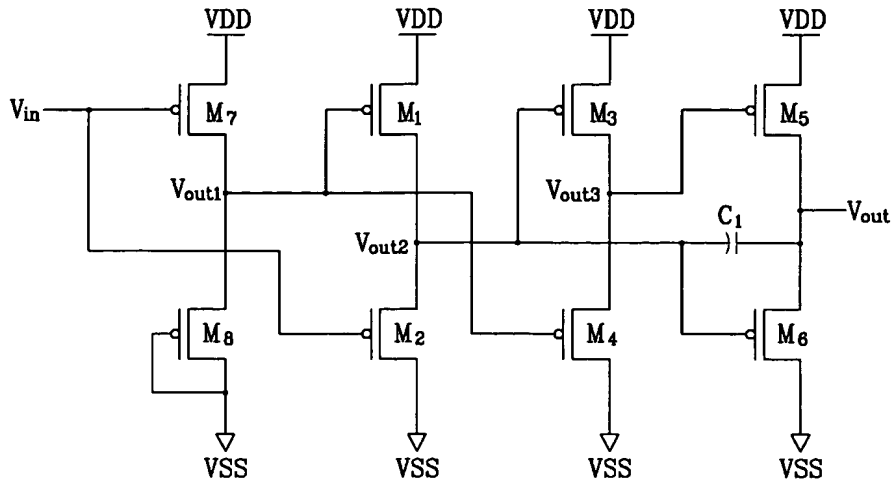 VDD VDD VDD VDD
Vin M7 M1 M3 M5
Vout1 Vout3 C1 Vout
Vout2
M8 M2 M4 M6
VSS VSS VSS VSS